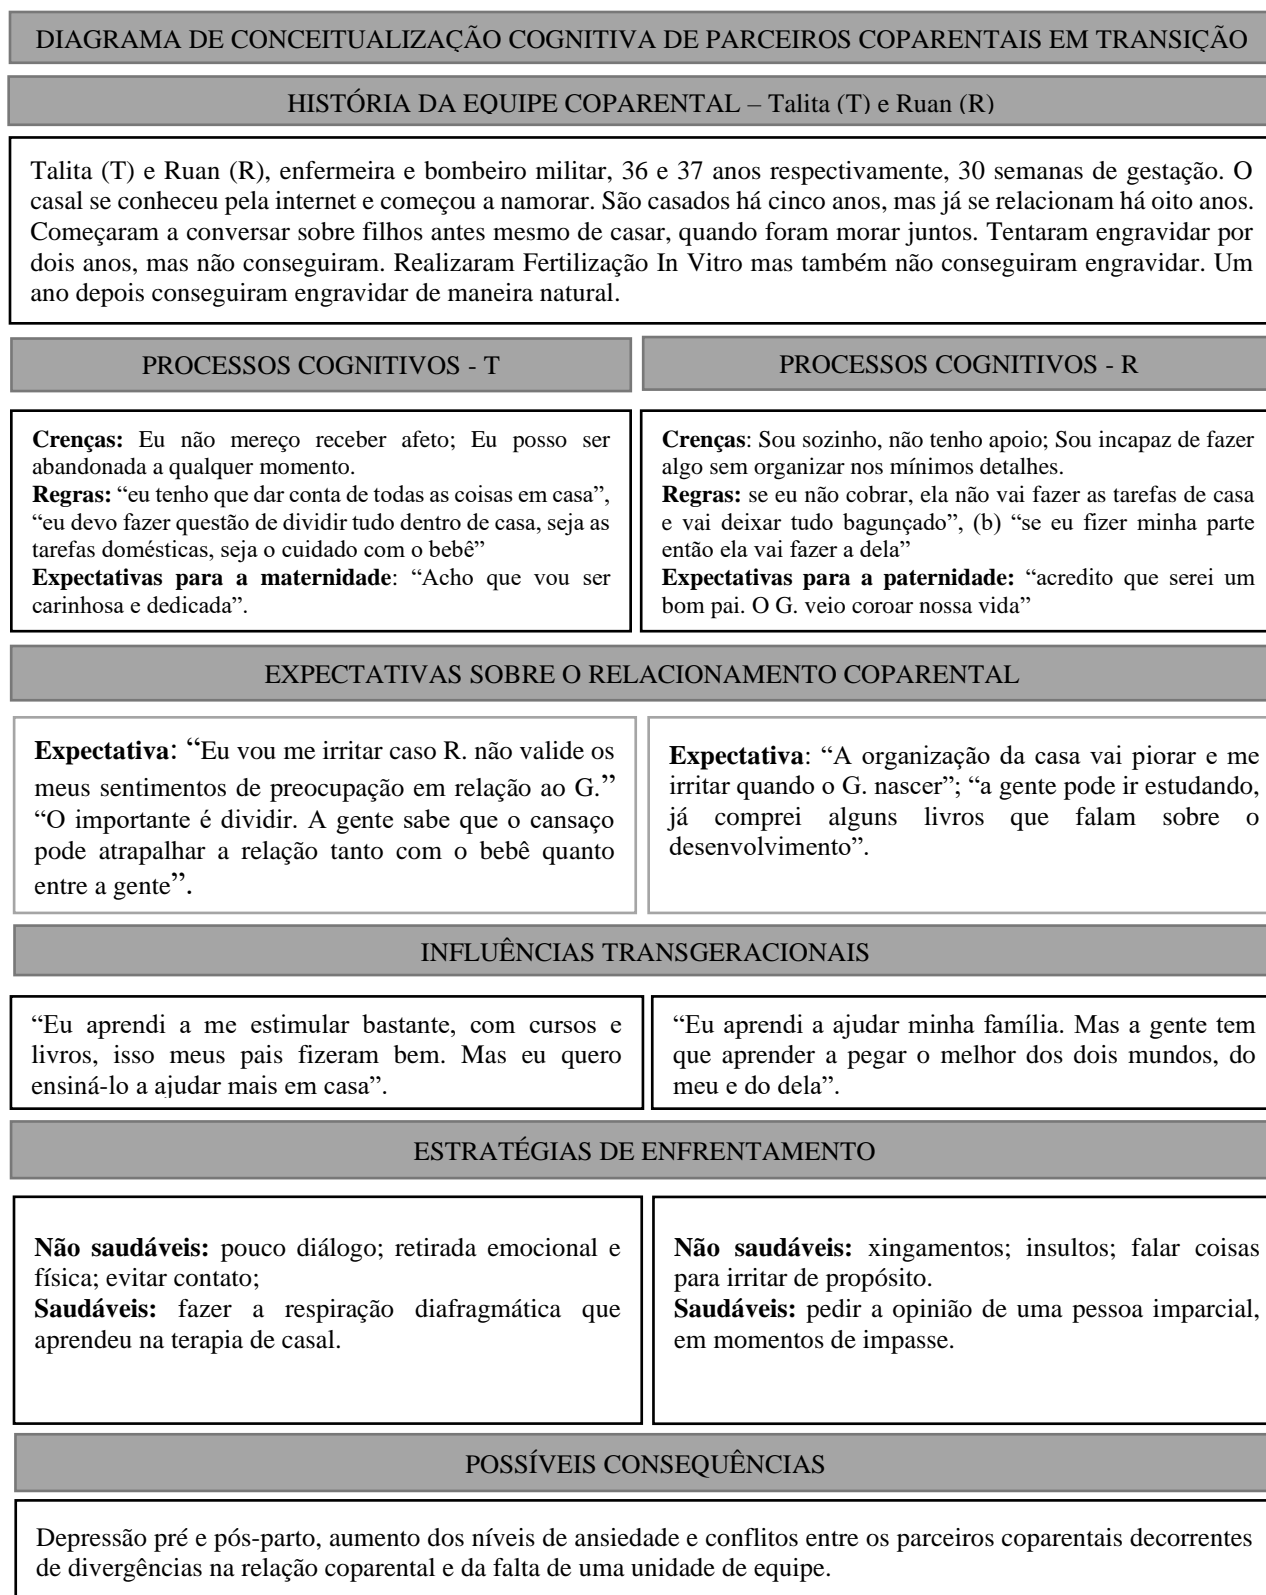 DIAGRAMA DE CONCEITUALIZAÇÃO COGNITIVA DE PARCEIROS COPARENTAIS EM TRANSIÇÃO
HISTÓRIA DA EQUIPE COPARENTAL – Talita (T) e Ruan (R)
Talita (T) e Ruan (R), enfermeira e bombeiro militar, 36 e 37 anos respectivamente, 30 semanas de gestação. O
casal se conheceu pela internet e começou a namorar. São casados há cinco anos, mas já se relacionam há oito anos.
Começaram a conversar sobre filhos antes mesmo de casar, quando foram morar juntos. Tentaram engravidar por
dois anos, mas não conseguiram. Realizaram Fertilização In Vitro mas também não conseguiram engravidar. Um
ano depois conseguiram engravidar de maneira natural.
PROCESSOS COGNITIVOS - T
Crenças: Eu não mereço receber afeto; Eu posso ser
abandonada a qualquer momento.
Regras: “eu tenho que dar conta de todas as coisas em casa”,
“eu devo fazer questão de dividir tudo dentro de casa, seja as
tarefas domésticas, seja o cuidado com o bebê”
Expectativas para a maternidade: “Acho que vou ser
carinhosa e dedicada”.
PROCESSOS COGNITIVOS - R
Crenças: Sou sozinho, não tenho apoio; Sou incapaz de fazer
algo sem organizar nos mínimos detalhes.
Regras: se eu não cobrar, ela não vai fazer as tarefas de casa
e vai deixar tudo bagunçado”, (b) “se eu fizer minha parte
então ela vai fazer a dela”
Expectativas para a paternidade: “acredito que serei um
bom pai. O G. veio coroar nossa vida”
EXPECTATIVAS SOBRE O RELACIONAMENTO COPARENTAL
Expectativa: “Eu vou me irritar caso R. não valide os
meus sentimentos de preocupação em relação ao G.”
“O importante é dividir. A gente sabe que o cansaço
pode atrapalhar a relação tanto com o bebê quanto
entre a gente”.
Expectativa: “A organização da casa vai piorar e me
irritar quando o G. nascer”; “a gente pode ir estudando,
já comprei alguns livros que falam sobre o
desenvolvimento”.
INFLUÊNCIAS TRANSGERACIONAIS
“Eu aprendi a me estimular bastante, com cursos e
livros, isso meus pais fizeram bem. Mas eu quero
ensiná-lo a ajudar mais em casa”.
“Eu aprendi a ajudar minha família. Mas a gente tem
que aprender a pegar o melhor dos dois mundos, do
meu e do dela”.
ESTRATÉGIAS DE ENFRENTAMENTO
Não saudáveis: pouco diálogo; retirada emocional e
física; evitar contato;
Saudáveis: fazer a respiração diafragmática que
aprendeu na terapia de casal.
Não saudáveis: xingamentos; insultos; falar coisas
para irritar de propósito.
Saudáveis: pedir a opinião de uma pessoa imparcial,
em momentos de impasse.
POSSÍVEIS CONSEQUÊNCIAS
Depressão pré e pós-parto, aumento dos níveis de ansiedade e conflitos entre os parceiros coparentais decorrentes
de divergências na relação coparental e da falta de uma unidade de equipe.